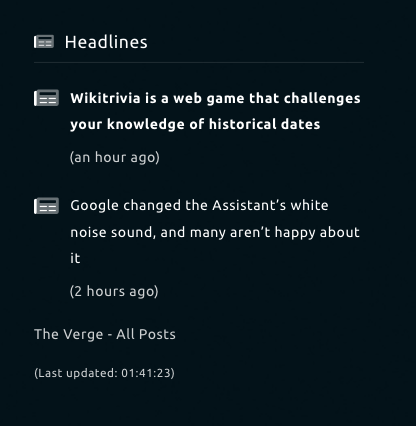 Headlines
Wikitrivia is a web game that challenges
your knowledge of historical dates
(an hour ago)
Google changed the Assistant’s white
noise sound, and many aren’t happy about
it
(2 hours ago)
The Verge - All Posts
(Last updated: 01:41:23)